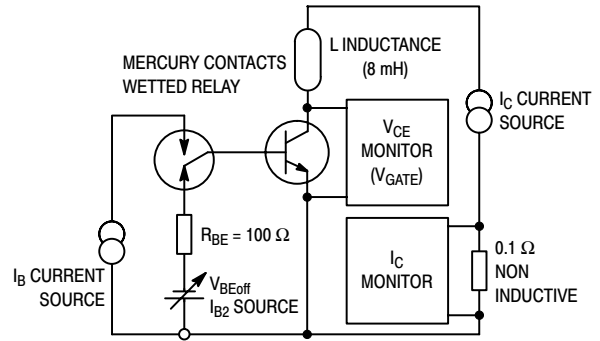 MERCURY CONTACTS
WETTED RELAY
L INDUCTANCE
(8 mH)
I_C CURRENT
SOURCE
V_CE
MONITOR
(V_GATE)
R_BE = 100 Ω
I_C
MONITOR
0.1 Ω
NON
INDUCTIVE
I_B CURRENT
SOURCE
V_BEoff
I_B2 SOURCE